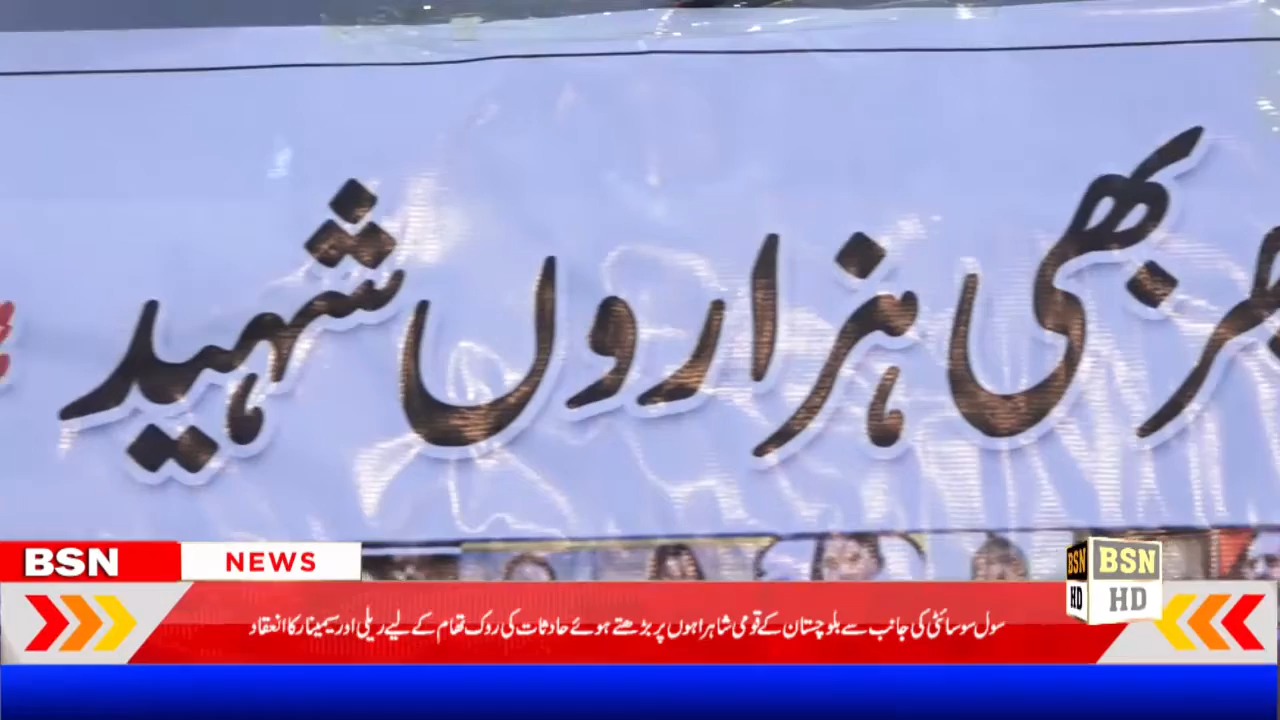 بھی ہزاروں شہید
BSN NEWS
BSN BSN
HD HD
سول سوسائٹی کی جانب سے بلوچستان کے قومی شاہراہوں پر بڑھتے ہوئے حادثات کی روک تھام کے لیے ریلی اور سیمینار کا انعقاد